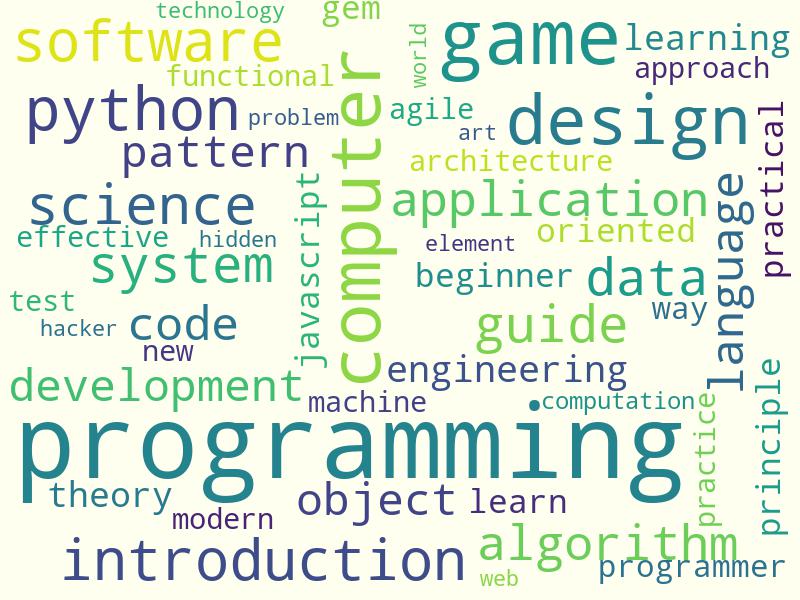 technology
gem
software
game
learning
world
functional
approach
python
problem
computer
agile
design
practical
art
pattern
architecture
science
javascript
application
language
effective
hidden
element
oriented
system
beginner
data
test
hacker
code
guide
way
new
development
engineering
machine
computation
practice
principle
programming
theory
modern
object
learn
introduction
algorithm
web
programmer